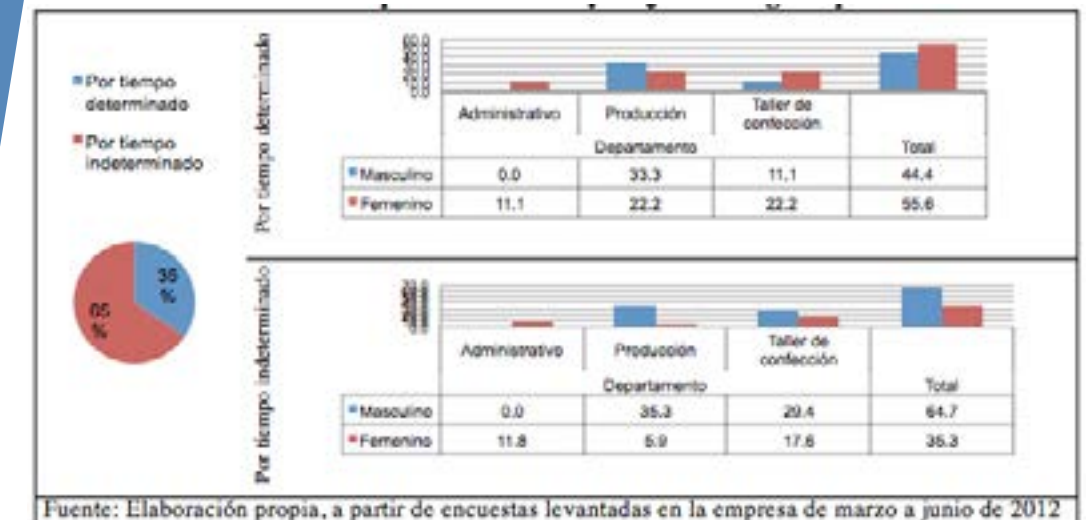 Por tiempo
determinado
Por tiempo
indeterminado
35
%
65
%
Por tiempo determinado
Administrativo Producción Taller de
confección
Departamento Total
Masculino 0.0 33.3 11.1 44.4
Femenino 11.1 22.2 22.2 55.6
Por tiempo indeterminado
Administrativo Producción Taller de
confección
Departamento Total
Masculino 0.0 35.3 29.4 64.7
Femenino 11.8 5.9 17.6 35.3
Fuente: Elaboración propia, a partir de encuestas levantadas en la empresa de marzo a junio de 2012